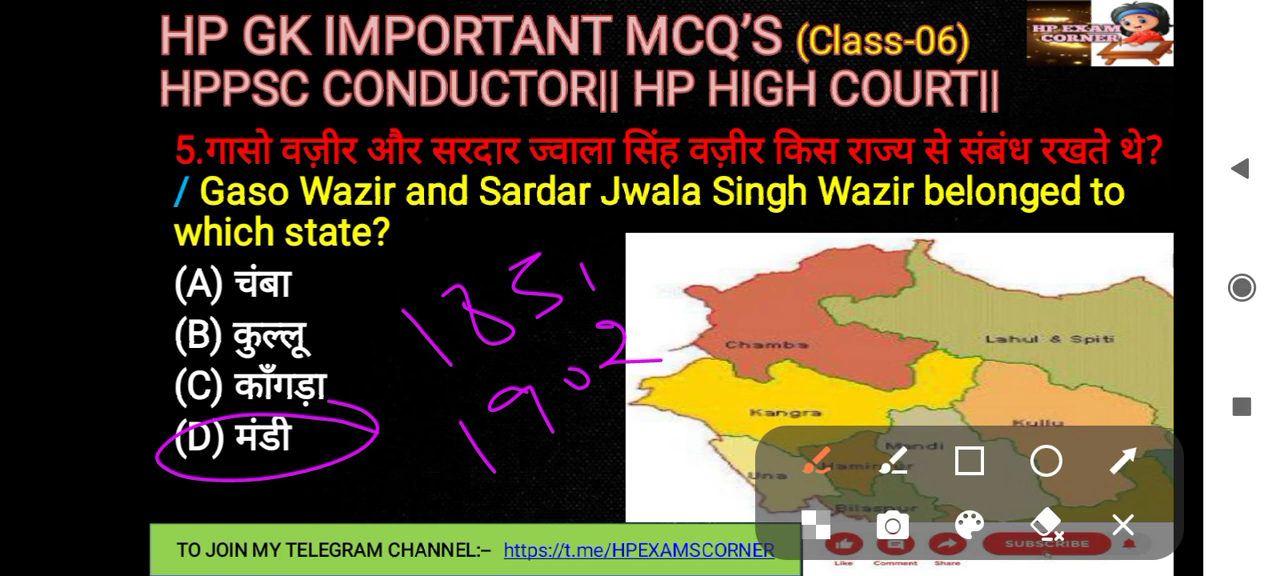 HP GK IMPORTANT MCQ'S (Class-06)
HP EXAM
CORNER
HPPSC CONDUCTOR|| HP HIGH COURT||
5.गासो वज़ीर और सरदार ज्वाला सिंह वज़ीर किस राज्य से संबंध रखते थे?
/ Gaso Wazir and Sardar Jwala Singh Wazir belonged to
which state?
(A) चंबा
(B) कुल्लू
(C) काँगड़ा
(D) मंडी
1851
1902
Chamba
Lahul & Spiti
Kangra
Kullu
Mandi
Hamirpur
Una
Bilaspur
TO JOIN MY TELEGRAM CHANNEL:– https://t.me/HPEXAMSCORNER
SUBSCRIBE
Like Comment Share